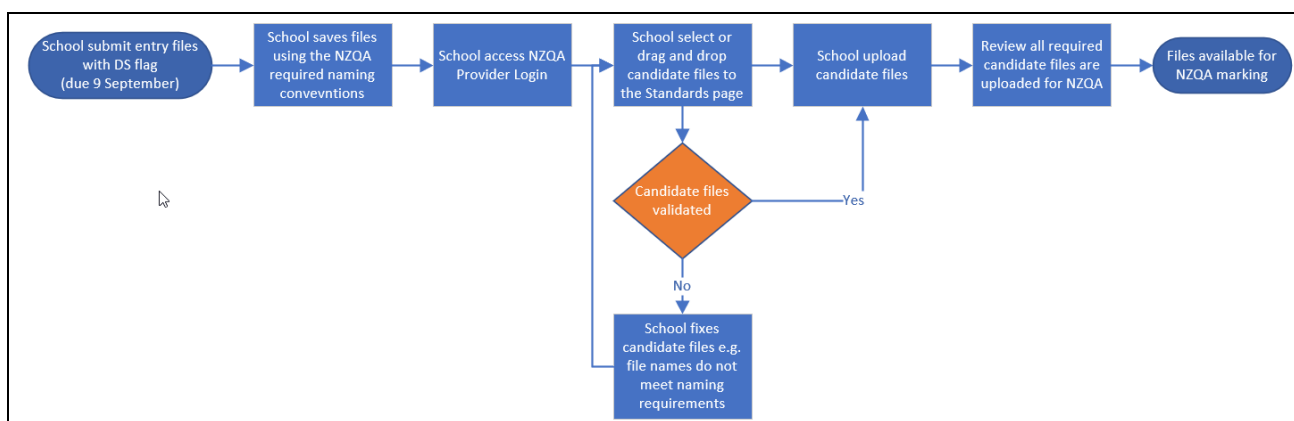 School submit entry files
with DS flag
(due 9 September)
School saves files
using the NZQA
required naming
convevntions
School access NZQA
Provider Login
School select or
drag and drop
candidate files to
the Standards page
School upload
candidate files
Review all required
candidate files are
uploaded for NZQA
Files available for
NZQA marking
Candidate files
validated
Yes
No
School fixes
candidate files e.g.
file names do not
meet naming
requirements